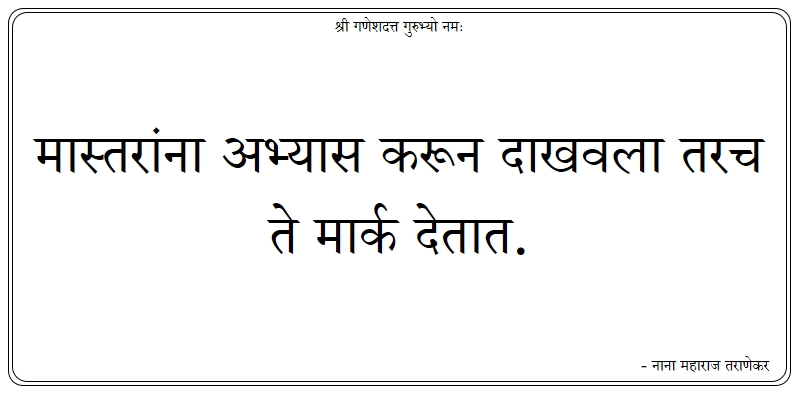 श्री गणेशदत्त गुरुभ्यो नमः
मास्तरांना अभ्यास करून दाखवला तरच
ते मार्क देतात.
- नाना महाराज तराणेकर